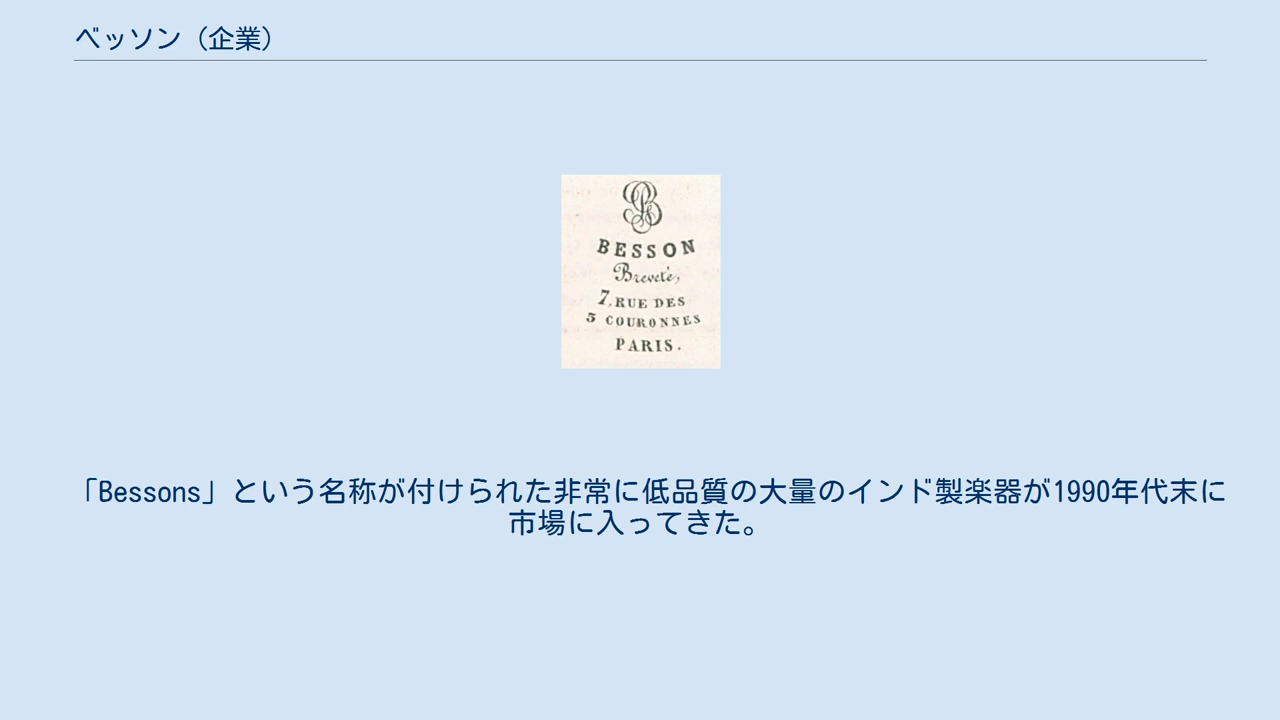 ベッソン（企業）
BESSON
Breveté,
7, RUE DES
3 COURONNES
PARIS.
「Bessons」という名称が付けられた非常に低品質の大量のインド製楽器が1990年代末に
市場に入ってきた。